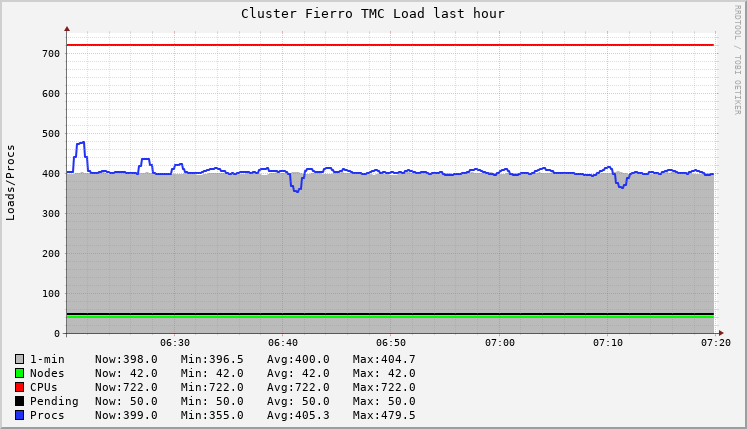 Cluster Fierro TMC Load last hour
RRDTOOL / TOBI OETIKER
Loads/Procs
700
600
500
400
300
200
100
0
06:30 06:40 06:50 07:00 07:10 07:20
1-min Now:398.0 Min:396.5 Avg:400.0 Max:404.7
Nodes Now: 42.0 Min: 42.0 Avg: 42.0 Max: 42.0
CPUs Now:722.0 Min:722.0 Avg:722.0 Max:722.0
Pending Now: 50.0 Min: 50.0 Avg: 50.0 Max: 50.0
Procs Now:399.0 Min:355.0 Avg:405.3 Max:479.5